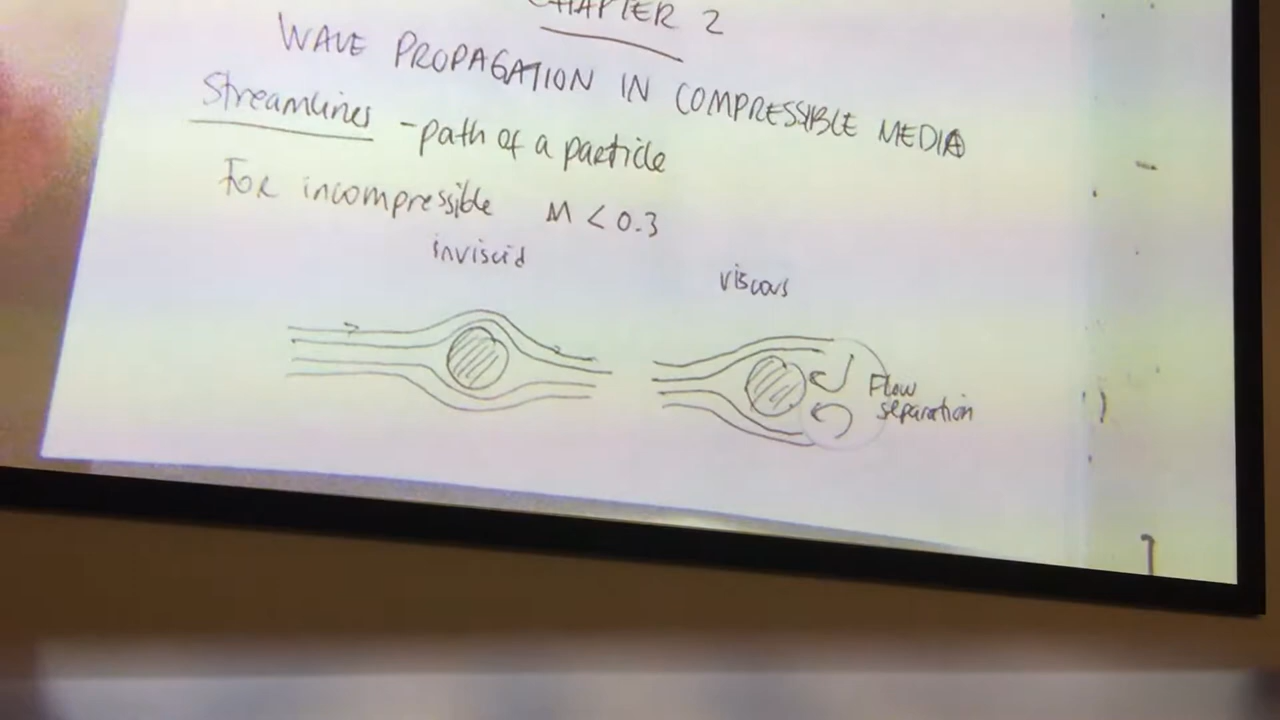 CHAPTER 2
WAVE PROPAGATION IN COMPRESSIBLE MEDIA
Streamlines - path of a particle
For incompressible M < 0.3
inviscid
viscous
Flow
separation